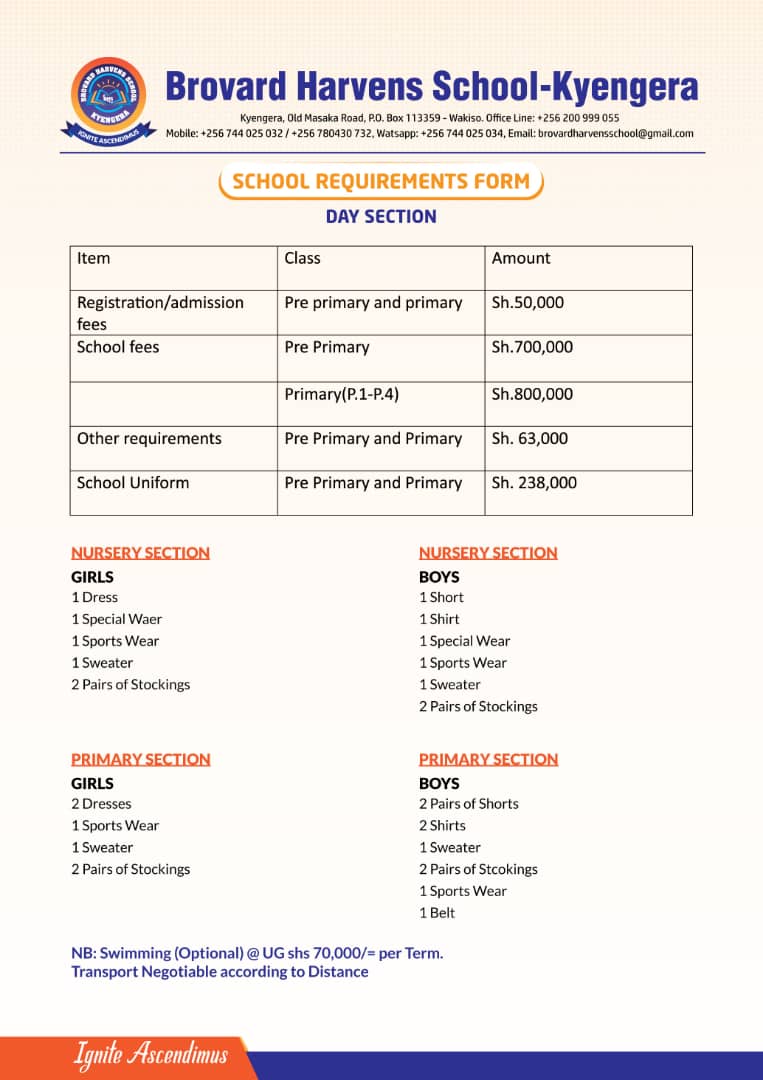 BROVARD HARVENS SCHOOL
KYENGERA
IGNITE ASCENDIMUS
Brovard Harvens School-Kyengera
Kyengera, Old Masaka Road, P.O. Box 113359 - Wakiso. Office Line: +256 200 999 055
Mobile: +256 744 025 032 / +256 780430 732, Watsapp: +256 744 025 034, Email: brovardharvensschool@gmail.com
SCHOOL REQUIREMENTS FORM
DAY SECTION
Item Class Amount
Registration/admission Pre primary and primary Sh.50,000
fees
School fees Pre Primary Sh.700,000
Primary(P.1-P.4) Sh.800,000
Other requirements Pre Primary and Primary Sh. 63,000
School Uniform Pre Primary and Primary Sh. 238,000
NURSERY SECTION
GIRLS
1 Dress
1 Special Waer
1 Sports Wear
1 Sweater
2 Pairs of Stockings
NURSERY SECTION
BOYS
1 Short
1 Shirt
1 Special Wear
1 Sports Wear
1 Sweater
2 Pairs of Stockings
PRIMARY SECTION
GIRLS
2 Dresses
1 Sports Wear
1 Sweater
2 Pairs of Stockings
PRIMARY SECTION
BOYS
2 Pairs of Shorts
2 Shirts
1 Sweater
2 Pairs of Stcokings
1 Sports Wear
1 Belt
NB: Swimming (Optional) @ UG shs 70,000/= per Term.
Transport Negotiable according to Distance
Ignite Ascendimus